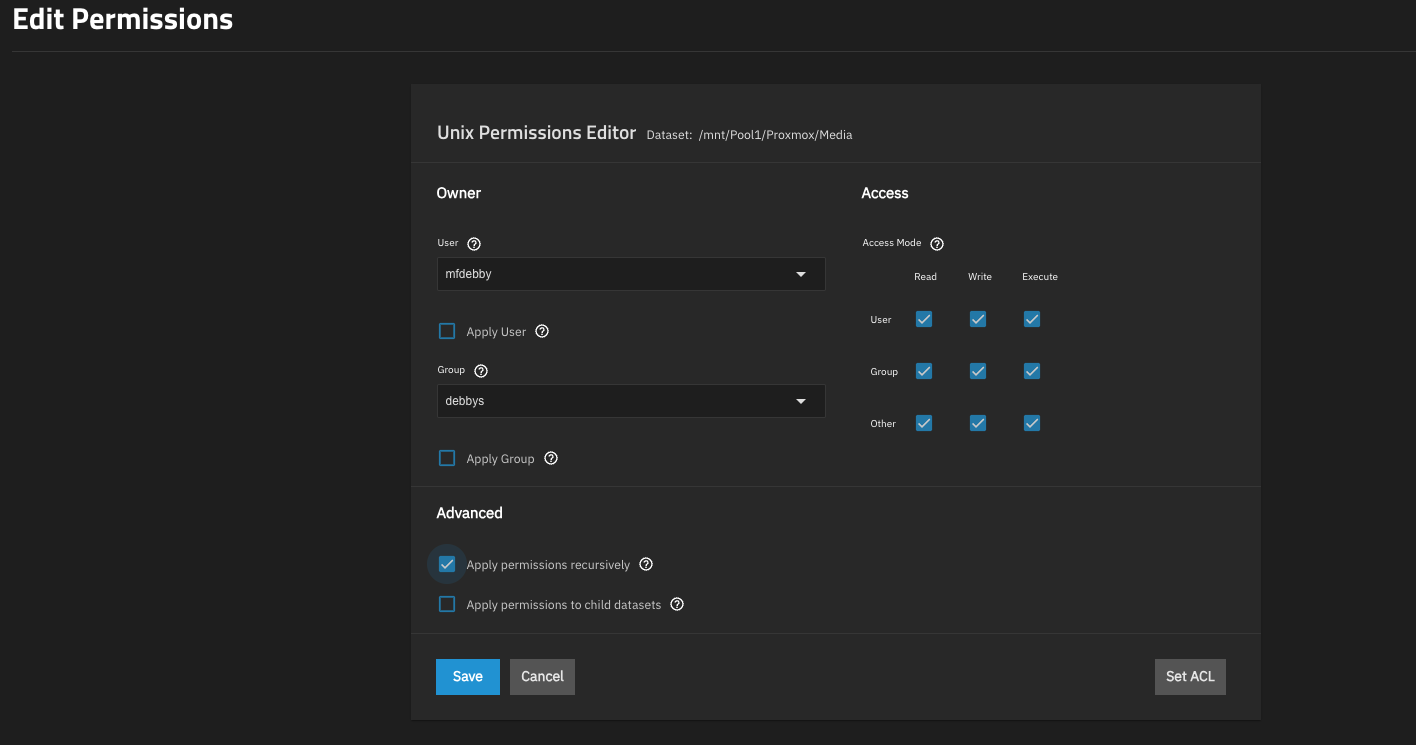 Edit Permissions
Unix Permissions Editor Dataset: /mnt/Pool1/Proxmox/Media
Owner
User
mfdebby
Apply User
Group
debbys
Apply Group
Access
Access Mode
Read Write Execute
User
Group
Other
Advanced
Apply permissions recursively
Apply permissions to child datasets
Save Cancel Set ACL